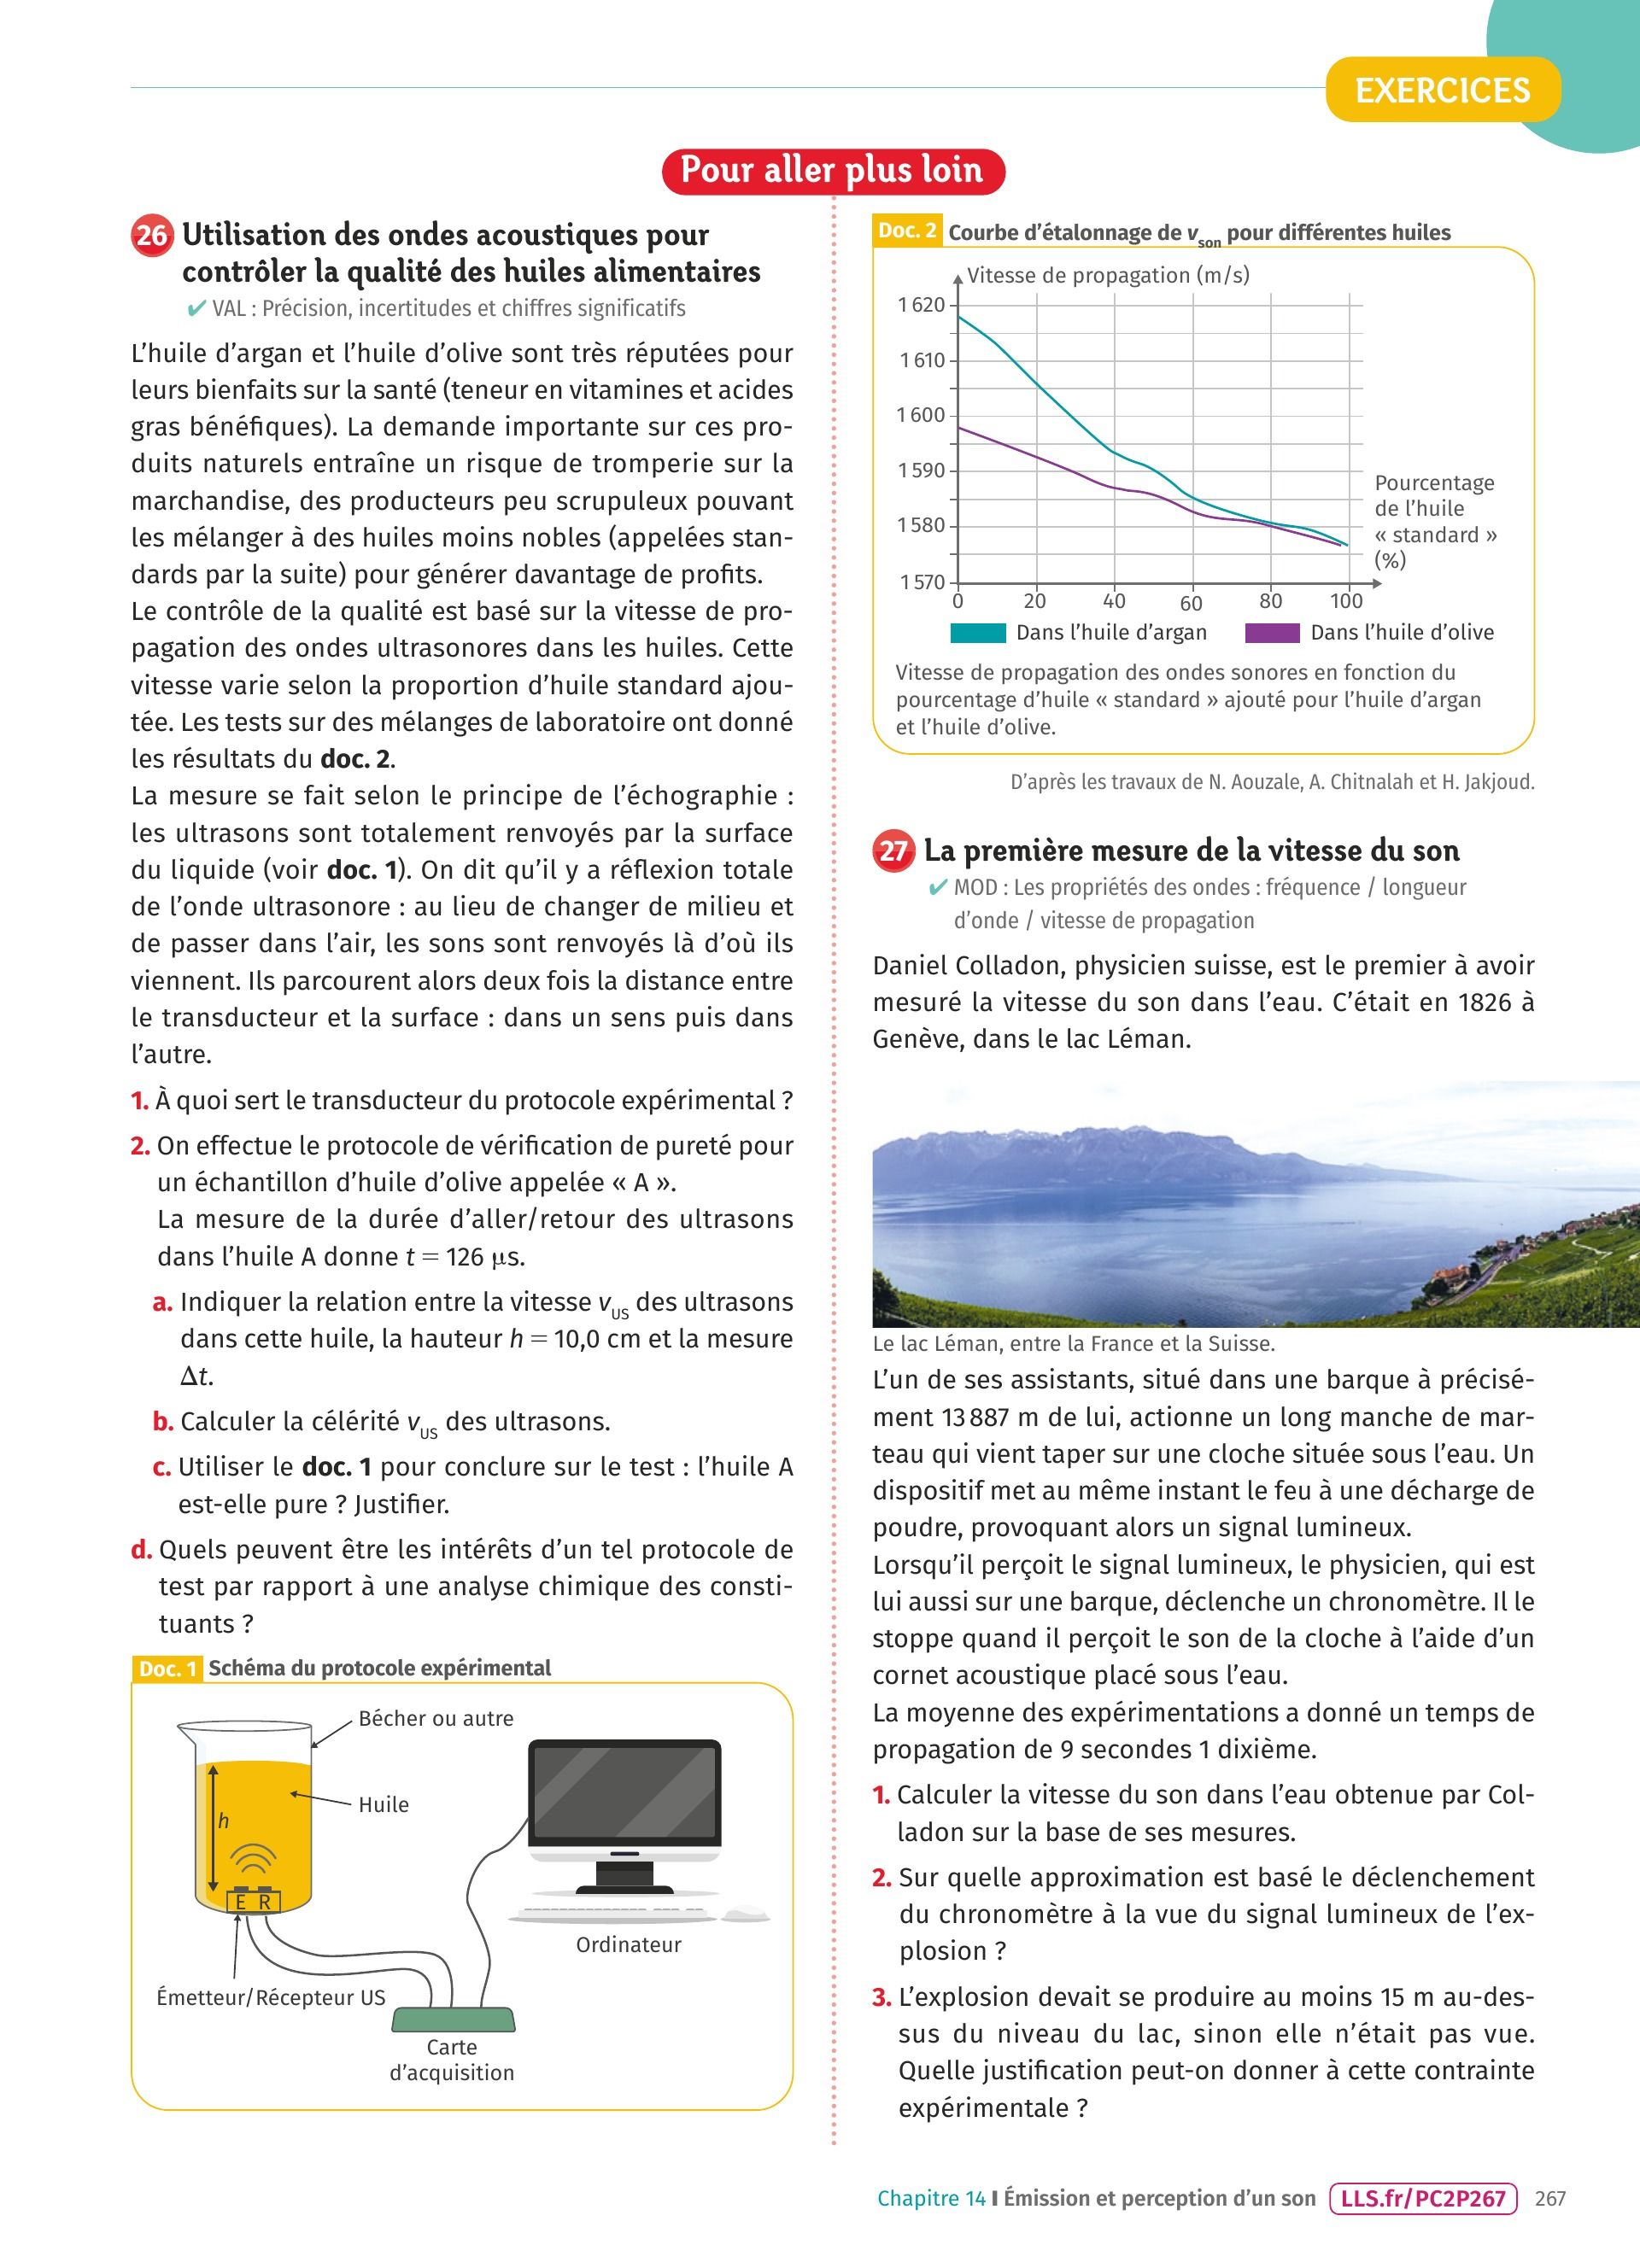 EXERCICES
Pour aller plus loin
26 Utilisation des ondes acoustiques pour
contrôler la qualité des huiles alimentaires
✔ VAL : Précision, incertitudes et chiffres significatifs
L’huile d’argan et l’huile d’olive sont très réputées pour
leurs bienfaits sur la santé (teneur en vitamines et acides
gras bénéfiques). La demande importante sur ces pro-
duits naturels entraîne un risque de tromperie sur la
marchandise, des producteurs peu scrupuleux pouvant
les mélanger à des huiles moins nobles (appelées stan-
dards par la suite) pour générer davantage de profits.
Le contrôle de la qualité est basé sur la vitesse de pro-
pagation des ondes ultrasonores dans les huiles. Cette
vitesse varie selon la proportion d’huile standard ajou-
tée. Les tests sur des mélanges de laboratoire ont donné
les résultats du doc. 2.
La mesure se fait selon le principe de l’échographie :
les ultrasons sont totalement renvoyés par la surface
du liquide (voir doc. 1). On dit qu’il y a réflexion totale
de l’onde ultrasonore : au lieu de changer de milieu et
de passer dans l’air, les sons sont renvoyés là d’où ils
viennent. Ils parcourent alors deux fois la distance entre
le transducteur et la surface : dans un sens puis dans
l’autre.
1. À quoi sert le transducteur du protocole expérimental ?
2. On effectue le protocole de vérification de pureté pour
un échantillon d’huile d’olive appelée « A ».
La mesure de la durée d’aller/retour des ultrasons
dans l’huile A donne t = 126 µs.
a. Indiquer la relation entre la vitesse vUS des ultrasons
dans cette huile, la hauteur h = 10,0 cm et la mesure
Δt.
b. Calculer la célérité vUS des ultrasons.
c. Utiliser le doc. 1 pour conclure sur le test : l’huile A
est-elle pure ? Justifier.
d. Quels peuvent être les intérêts d’un tel protocole de
test par rapport à une analyse chimique des consti-
tuants ?
Doc. 1 Schéma du protocole expérimental
Bécher ou autre
Huile
h
E R
Ordinateur
Émetteur/Récepteur US
Carte
d’acquisition
Doc. 2 Courbe d’étalonnage de vson pour différentes huiles
Vitesse de propagation (m/s)
1 620
1 610
1 600
1 590
1 580
1 570
0 20 40 60 80 100
Pourcentage
de l’huile
« standard »
(%)
Dans l’huile d’argan Dans l’huile d’olive
Vitesse de propagation des ondes sonores en fonction du
pourcentage d’huile « standard » ajouté pour l’huile d’argan
et l’huile d’olive.
D’après les travaux de N. Aouzale, A. Chitnalah et H. Jakjoud.
27 La première mesure de la vitesse du son
✔ MOD : Les propriétés des ondes : fréquence / longueur
d’onde / vitesse de propagation
Daniel Colladon, physicien suisse, est le premier à avoir
mesuré la vitesse du son dans l’eau. C’était en 1826 à
Genève, dans le lac Léman.
Le lac Léman, entre la France et la Suisse.
L’un de ses assistants, situé dans une barque à précisé-
ment 13 887 m de lui, actionne un long manche de mar-
teau qui vient taper sur une cloche située sous l’eau. Un
dispositif met au même instant le feu à une décharge de
poudre, provoquant alors un signal lumineux.
Lorsqu’il perçoit le signal lumineux, le physicien, qui est
lui aussi sur une barque, déclenche un chronomètre. Il le
stoppe quand il perçoit le son de la cloche à l’aide d’un
cornet acoustique placé sous l’eau.
La moyenne des expérimentations a donné un temps de
propagation de 9 secondes 1 dixième.
1. Calculer la vitesse du son dans l’eau obtenue par Col-
ladon sur la base de ses mesures.
2. Sur quelle approximation est basé le déclenchement
du chronomètre à la vue du signal lumineux de l’ex-
plosion ?
3. L’explosion devait se produire au moins 15 m au-des-
sus du niveau du lac, sinon elle n’était pas vue.
Quelle justification peut-on donner à cette contrainte
expérimentale ?
Chapitre 14 I Émission et perception d’un son LLS.fr/PC2P267 267